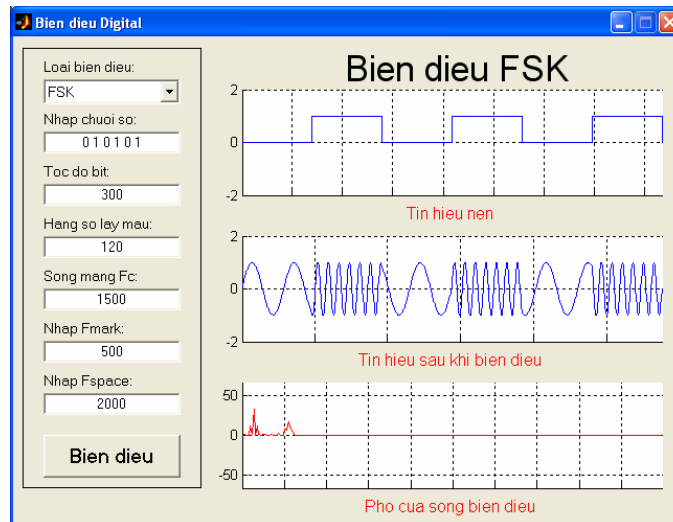 Bien dieu Digital
Loai bien dieu:
FSK
Nhap chuoi so:
0 1 0 1 0 1
Toc do bit:
300
Hang so lay mau:
120
Song mang Fc:
1500
Nhap Fmark:
500
Nhap Fspace:
2000
Bien dieu
Bien dieu FSK
2
0
-2
Tin hieu nen
2
0
-2
Tin hieu sau khi bien dieu
50
0
-50
Pho cua song bien dieu